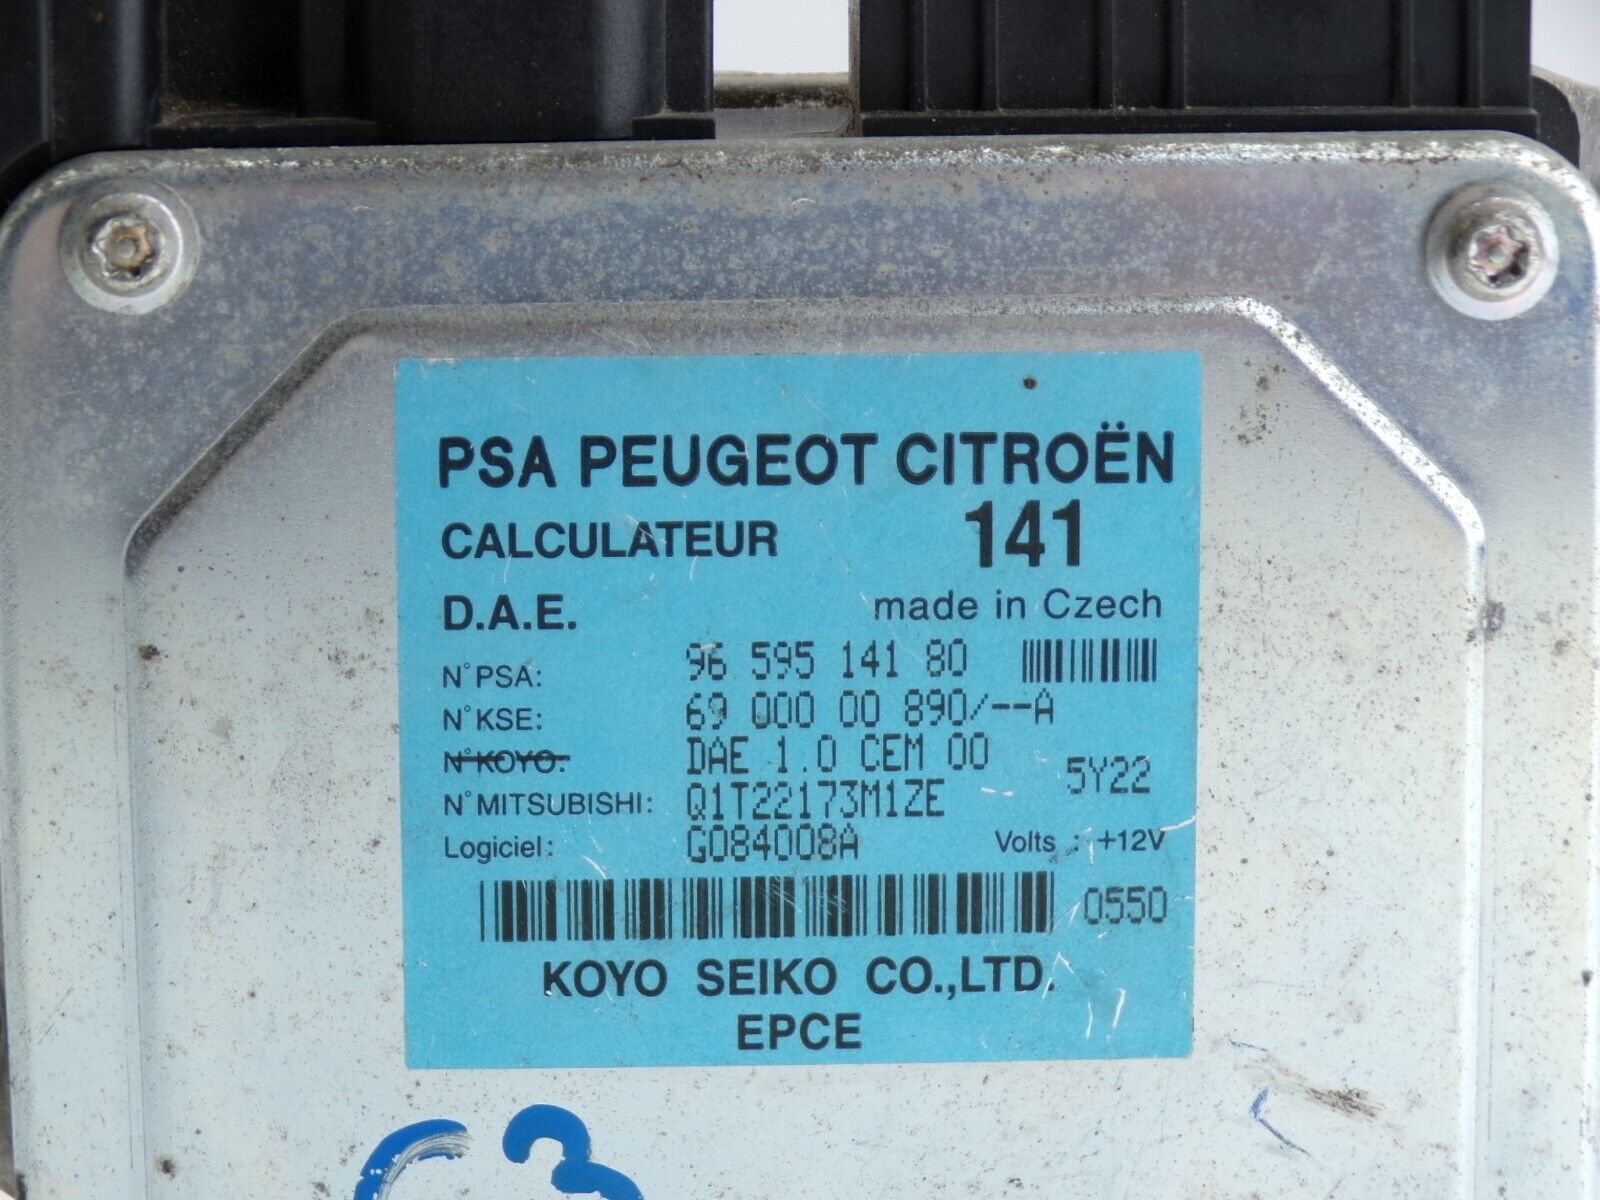 PSA PEUGEOT CITROËN
CALCULATEUR 141
D.A.E. made in Czech
N° PSA: 96 595 141 80
N° KSE: 69 000 00 890/--A
N° KOYO: DAE 1.0 CEM 00 5Y22
N° MITSUBISHI: Q1T22173M1ZE
Logiciel: G084008A Volts : +12V
0550
KOYO SEIKO CO.,LTD.
EPCE
C3